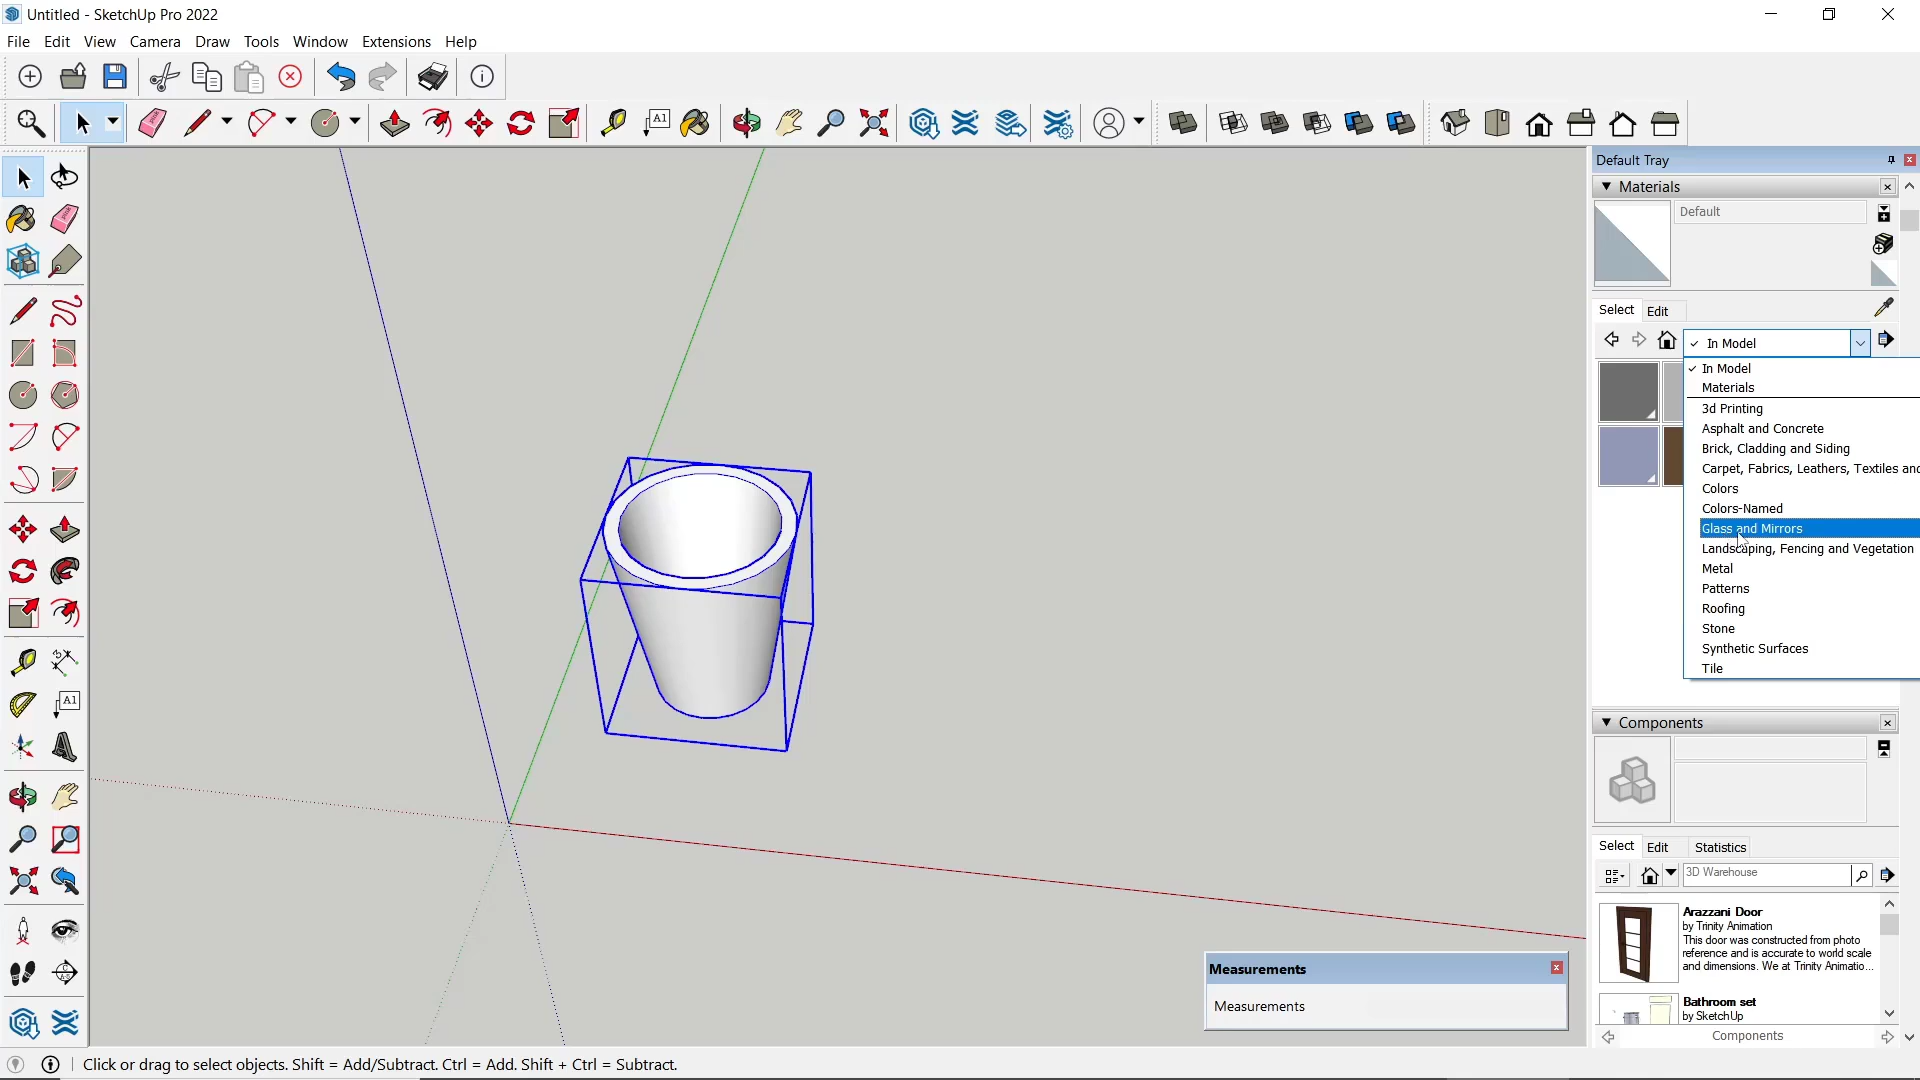 Untitled - SketchUp Pro 2022
File Edit View Camera Draw Tools Window Extensions Help
A1
Default Tray
Materials
Default
Select Edit
In Model
In Model
Materials
3d Printing
Asphalt and Concrete
Brick, Cladding and Siding
Carpet, Fabrics, Leathers, Textiles and
Colors
Colors-Named
Glass and Mirrors
Landscaping, Fencing and Vegetation
Metal
Patterns
Roofing
Stone
Synthetic Surfaces
Tile
A1
Components
Select Edit Statistics
3D Warehouse
Arazzani Door
by Trinity Animation
This door was constructed from photo
reference and is accurate to world scale
and dimensions. We at Trinity Animatio...
Bathroom set
by SketchUp
Components
Measurements
Measurements
Click or drag to select objects. Shift = Add/Subtract. Ctrl = Add. Shift + Ctrl = Subtract.